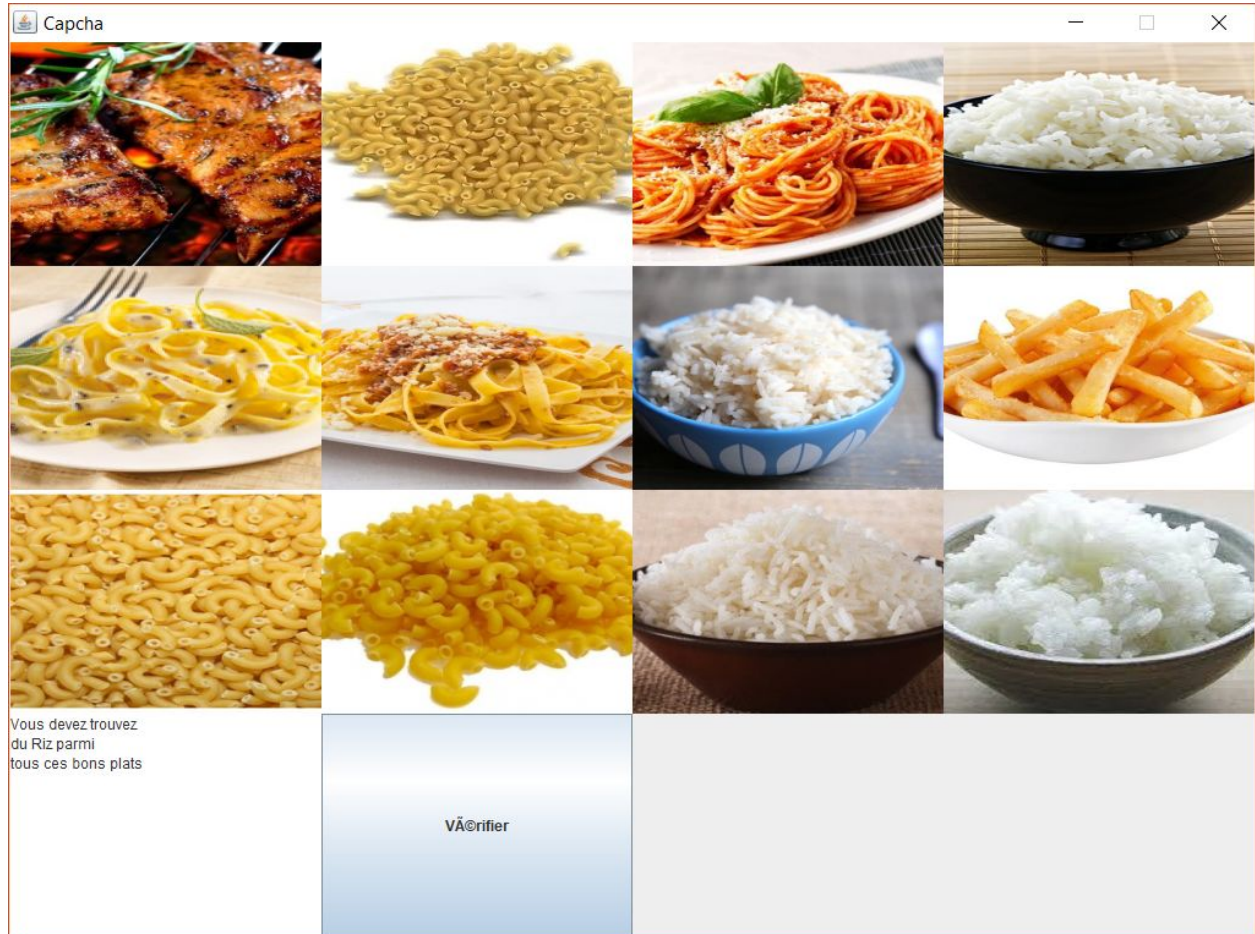 Capcha
Vous devez trouvez
du Riz parmi
tous ces bons plats
VÃ©rifier